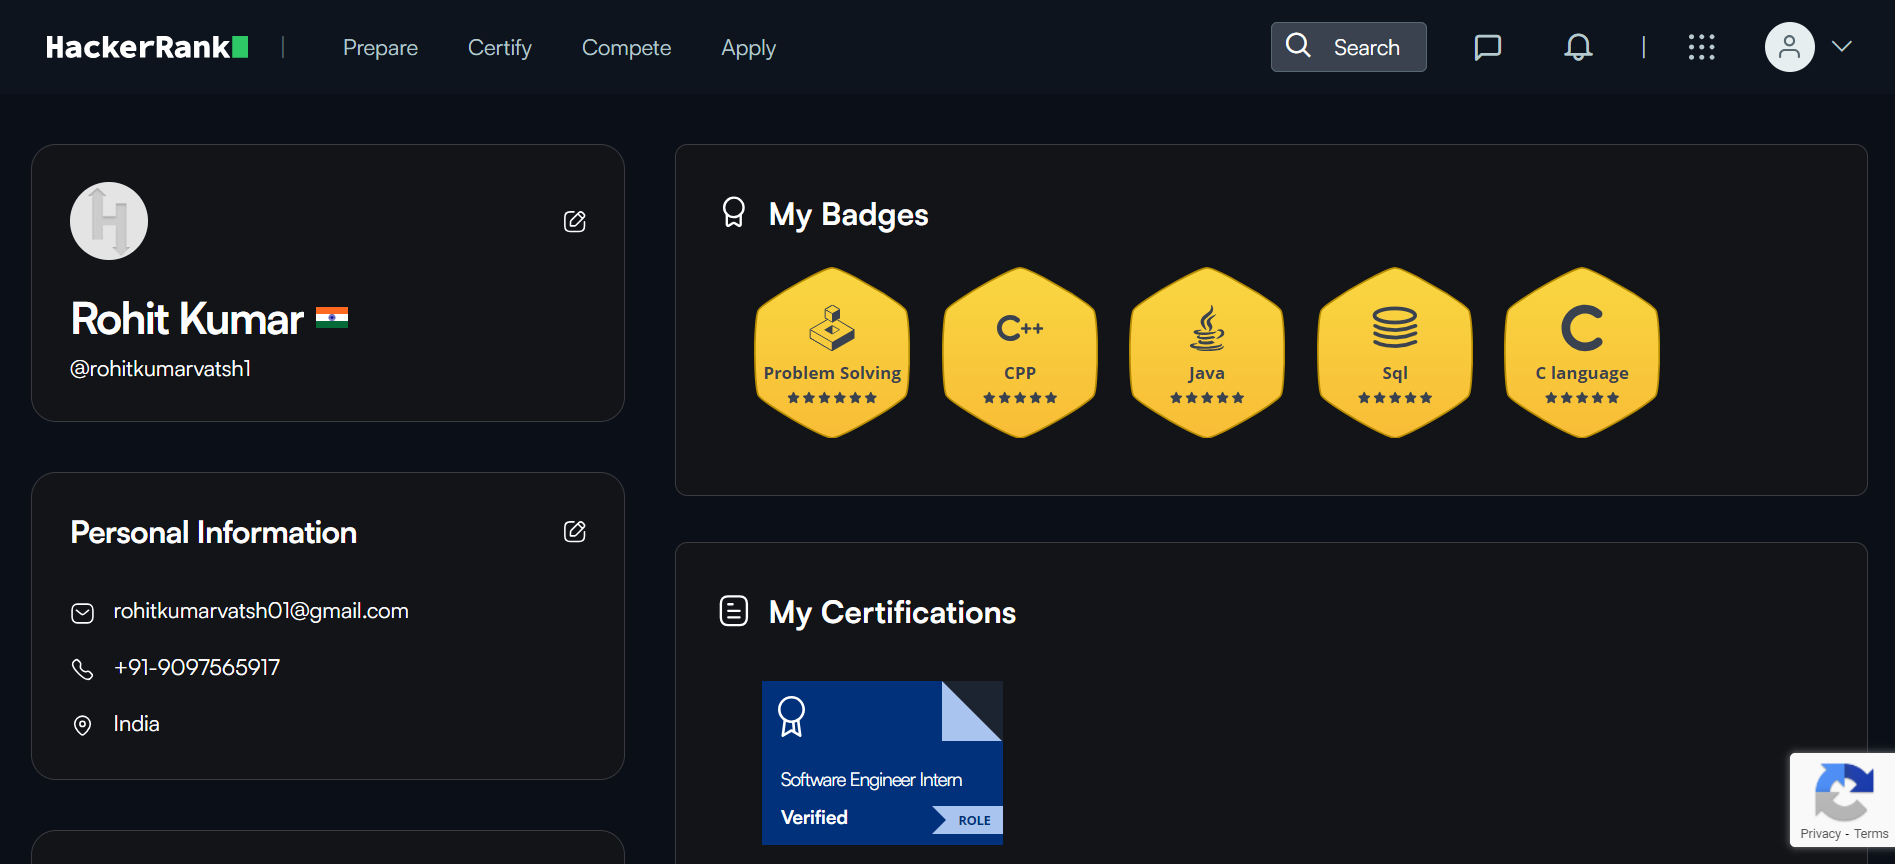 HackerRank
Prepare
Certify
Compete
Apply
Search
Rohit Kumar
@rohitkumarvatsh1
Personal Information
rohitkumarvatsh01@gmail.com
+91-9097565917
India
My Badges
Problem Solving
C++
CPP
Java
Sql
C
C language
My Certifications
Software Engineer Intern
Verified
ROLE
Privacy - Terms